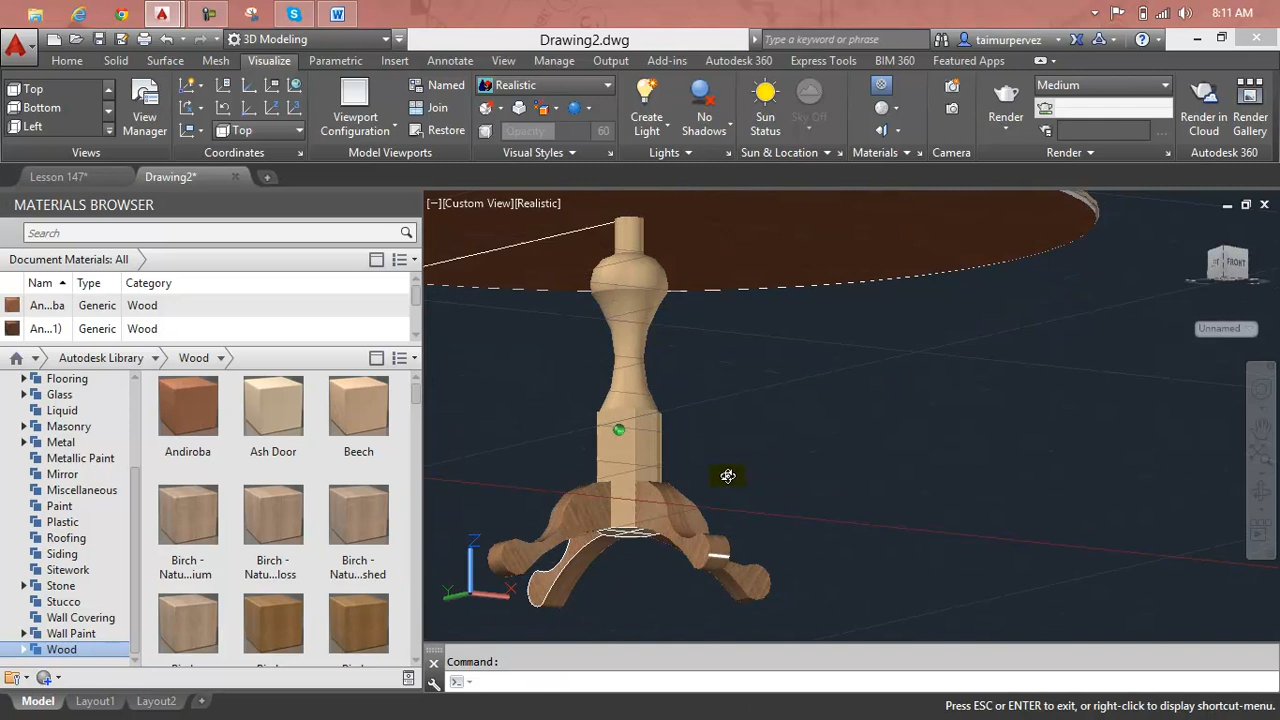 8:11 AM
3D Modeling
Drawing2.dwg
Type a keyword or phrase
taimurpervez
Home Solid Surface Mesh Visualize Parametric Insert Annotate View Manage Output Add-ins Autodesk 360 Express Tools BIM 360 Featured Apps
Top
Bottom
Left
View
Manager
Views
Top
Coordinates
Viewport
Configuration
Named
Join
Restore
Model Viewports
Realistic
Opacity 60
Visual Styles
Create
Light
No
Shadows
Lights
Sun
Status
Sky Off
Sun & Location
Materials
Camera
Render
Medium
Render
Render in
Cloud
Render
Gallery
Autodesk 360
Lesson 147*
Drawing2*
MATERIALS BROWSER
Search
Document Materials: All
Nam Type Category
An...ba Generic Wood
An...1) Generic Wood
Autodesk Library Wood
Flooring
Glass
Liquid
Masonry
Metal
Metallic Paint
Mirror
Miscellaneous
Paint
Plastic
Roofing
Siding
Sitework
Stone
Stucco
Wall Covering
Wall Paint
Wood
Andiroba Ash Door Beech
Birch -
Natu...ium
Birch -
Natu...loss
Birch -
Natu...shed
[−][Custom View][Realistic]
FRONT
Unnamed
Z
Y
X
Command:
Model Layout1 Layout2
Press ESC or ENTER to exit, or right-click to display shortcut-menu.